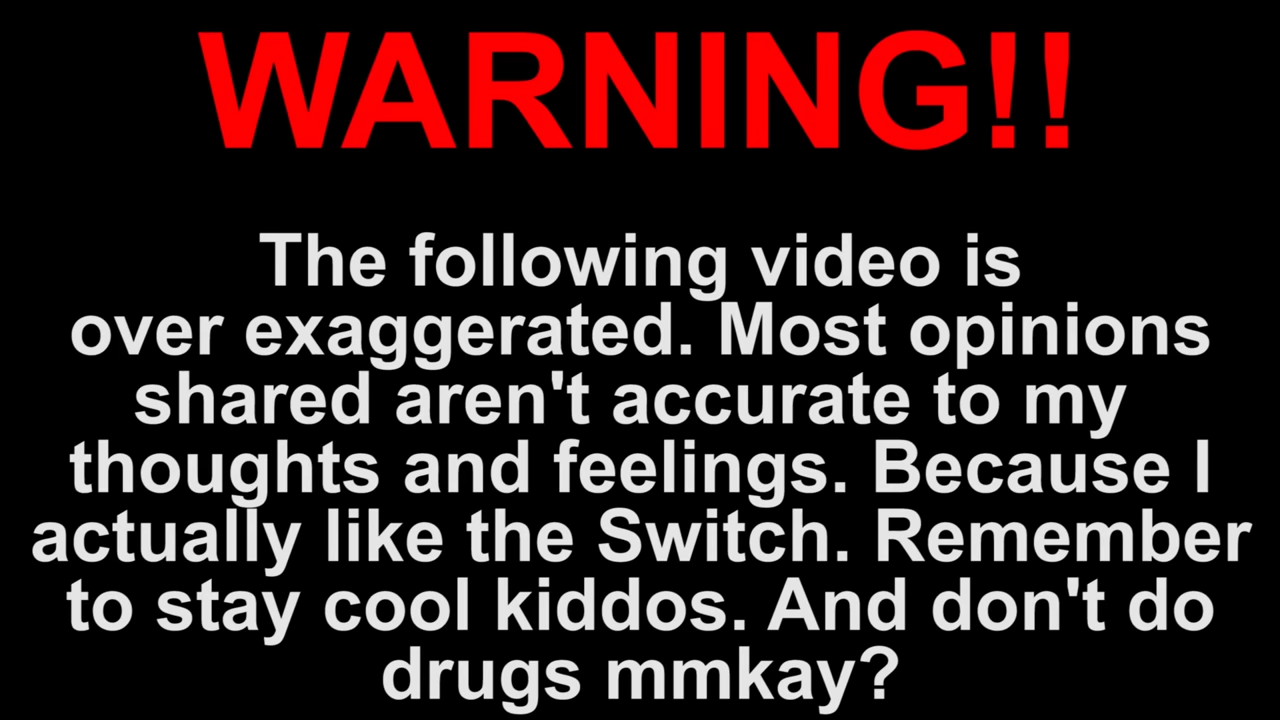 WARNING!!
The following video is
over exaggerated. Most opinions
shared aren't accurate to my
thoughts and feelings. Because I
actually like the Switch. Remember
to stay cool kiddos. And don't do
drugs mmkay?